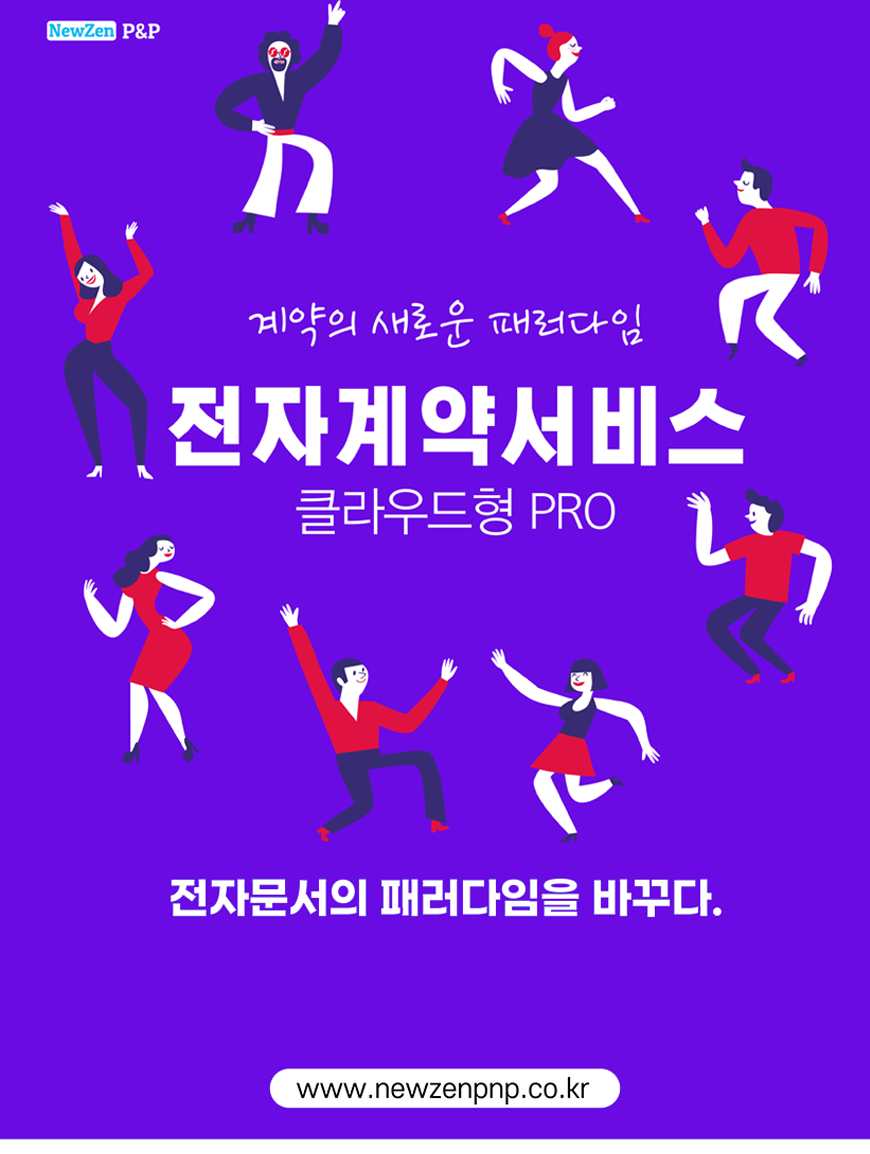 NewZen P&P
계약의 새로운 패러다임
전자계약서비스
클라우드형 PRO
전자문서의 패러다임을 바꾸다.
www.newzenpnp.co.kr